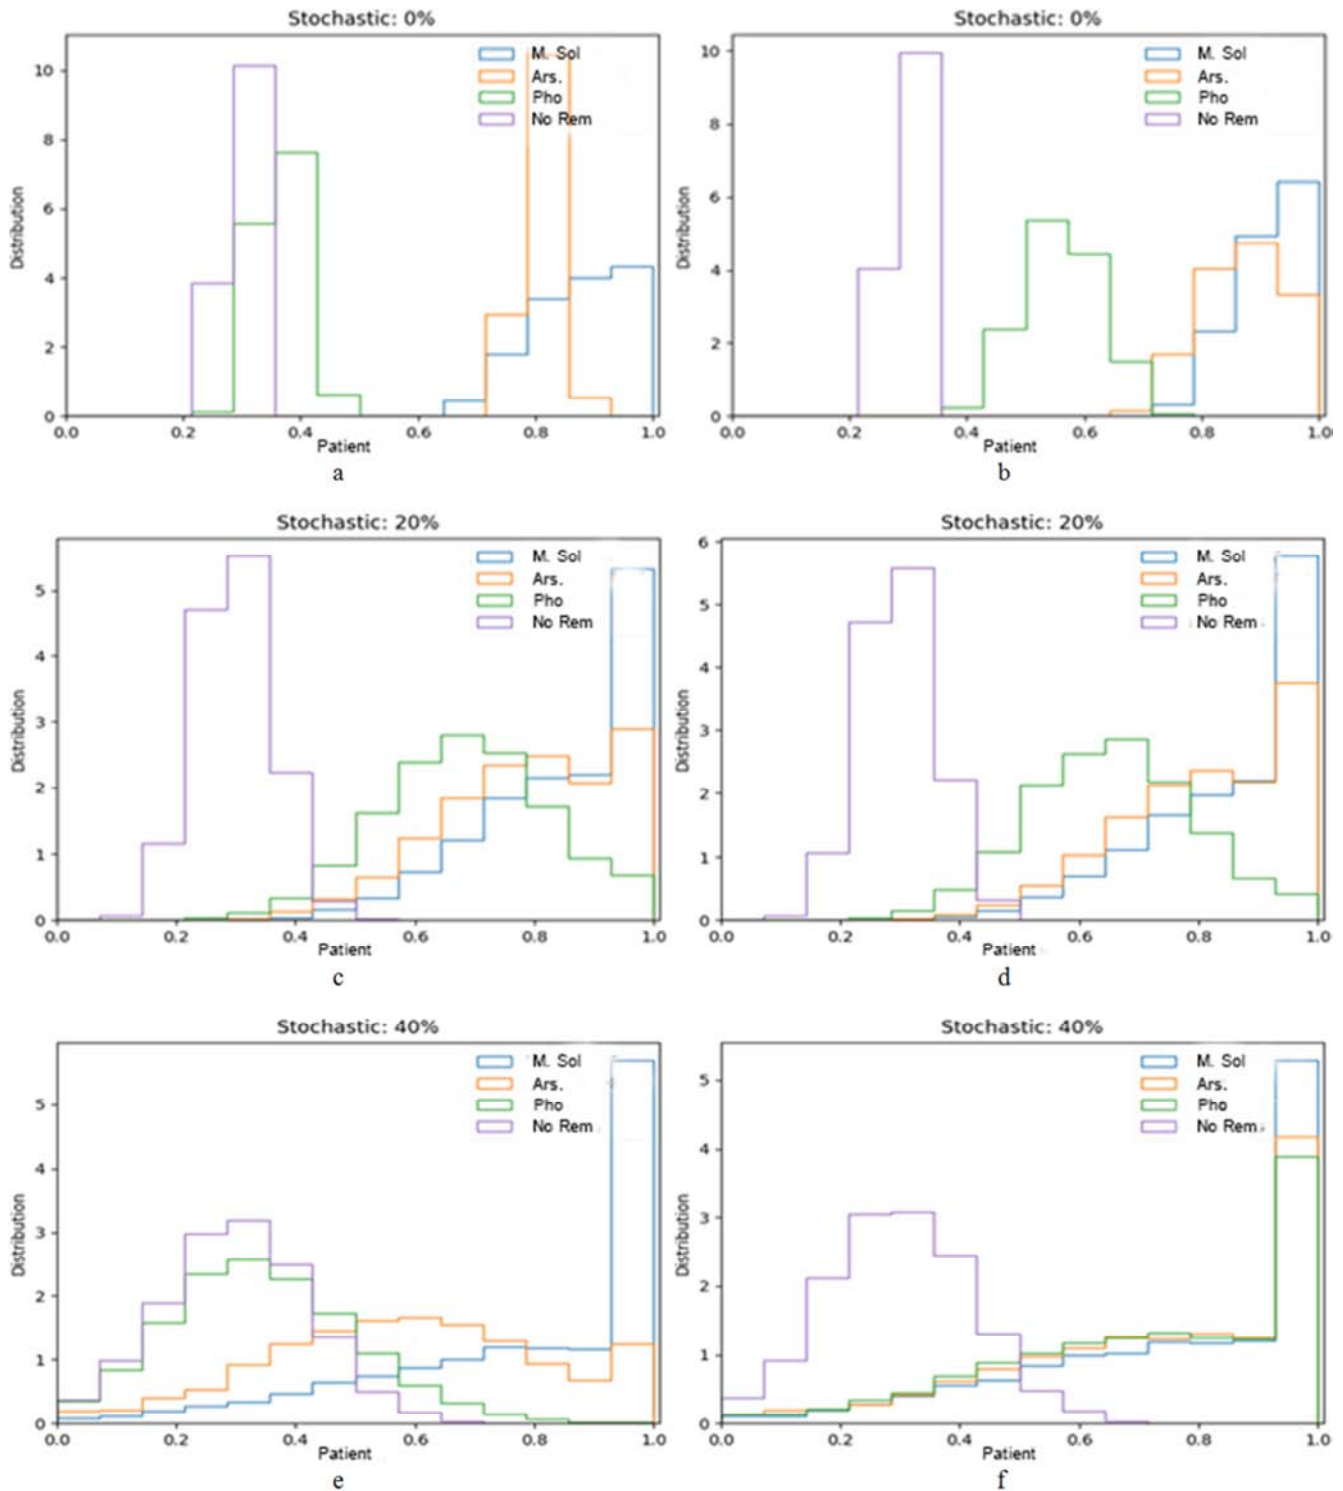 Stochastic: 0%
M. Sol
Ars.
Pho
No Rem
10
8
6
4
2
0
Distribution
0.0 0.2 0.4 0.6 0.8 1.0
Patient
a
Stochastic: 0%
M. Sol
Ars.
Pho
No Rem
10
8
6
4
2
0
Distribution
0.0 0.2 0.4 0.6 0.8 1.0
Patient
b
Stochastic: 20%
M. Sol
Ars.
Pho
No Rem
5
4
3
2
1
0
Distribution
0.0 0.2 0.4 0.6 0.8 1.0
Patient
c
Stochastic: 20%
M. Sol
Ars.
Pho
No Rem
6
5
4
3
2
1
0
Distribution
0.0 0.2 0.4 0.6 0.8 1.0
Patient
d
Stochastic: 40%
M. Sol
Ars.
Pho
No Rem
5
4
3
2
1
0
Distribution
0.0 0.2 0.4 0.6 0.8 1.0
Patient
e
Stochastic: 40%
M. Sol
Ars.
Pho
No Rem
5
4
3
2
1
0
Distribution
0.0 0.2 0.4 0.6 0.8 1.0
Patient
f